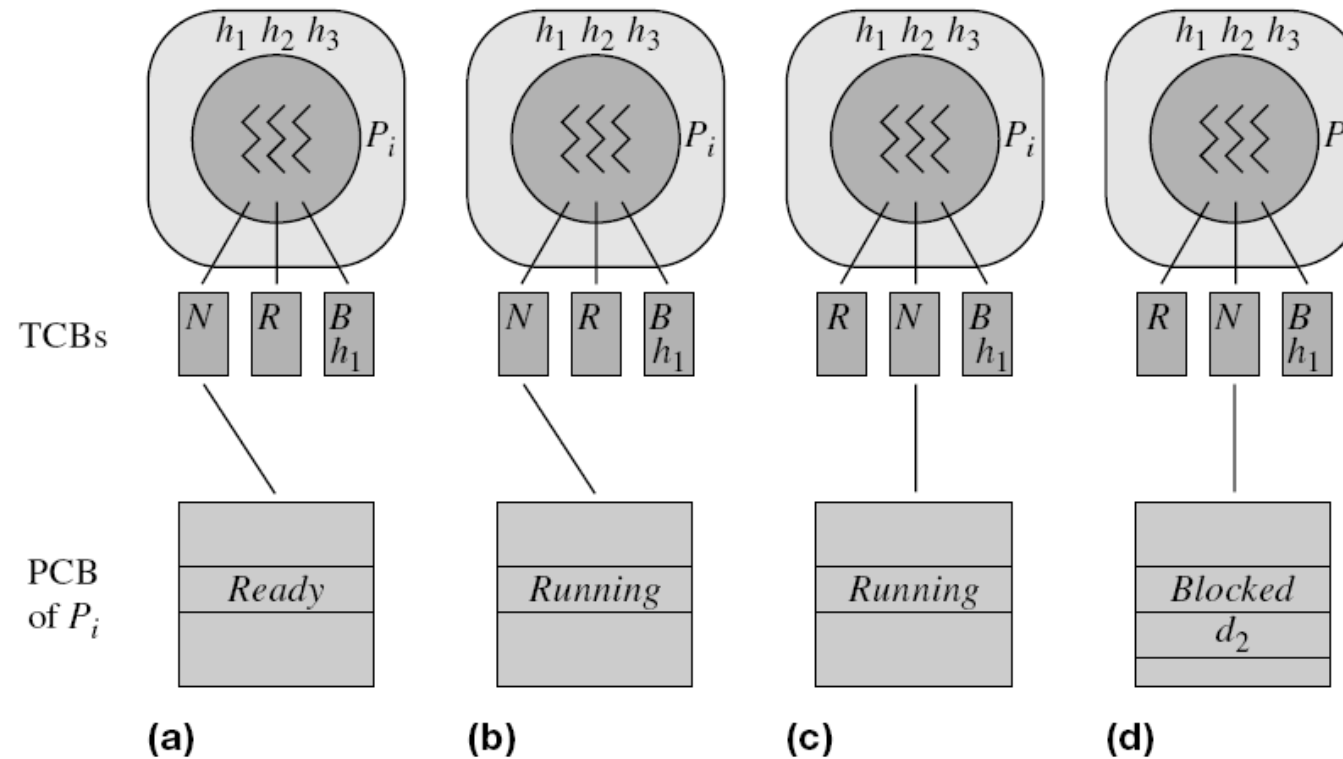 h₁ h₂ h₃ h₁ h₂ h₃ h₁ h₂ h₃ h₁ h₂ h₃
Pᵢ Pᵢ Pᵢ P
TCBs
N R B N R B R N B R N B
h₁ h₁ h₁ h₁
PCB
of Pᵢ
Ready Running Running Blocked
d₂
(a) (b) (c) (d)